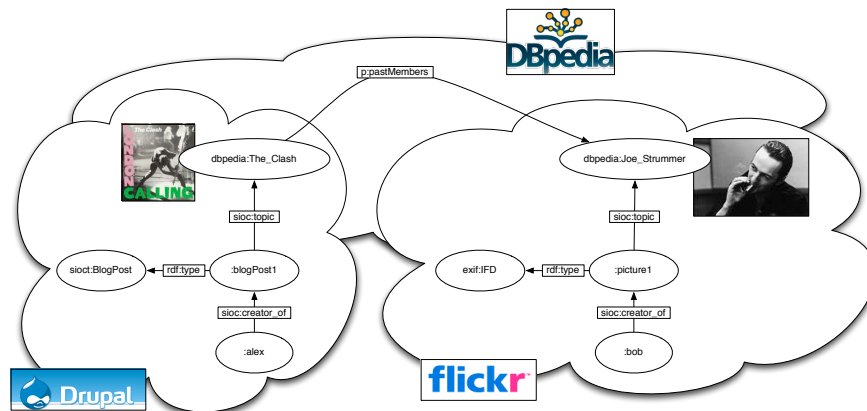 DBpedia
p:pastMembers
The Clash
LONDON
CALLING
dbpedia:The_Clash
dbpedia:Joe_Strummer
sioc:topic
sioc:topic
sioct:BlogPost
rdf:type
:blogPost1
exif:IFD
rdf:type
:picture1
sioc:creator_of
sioc:creator_of
:alex
:bob
Drupal
flickr